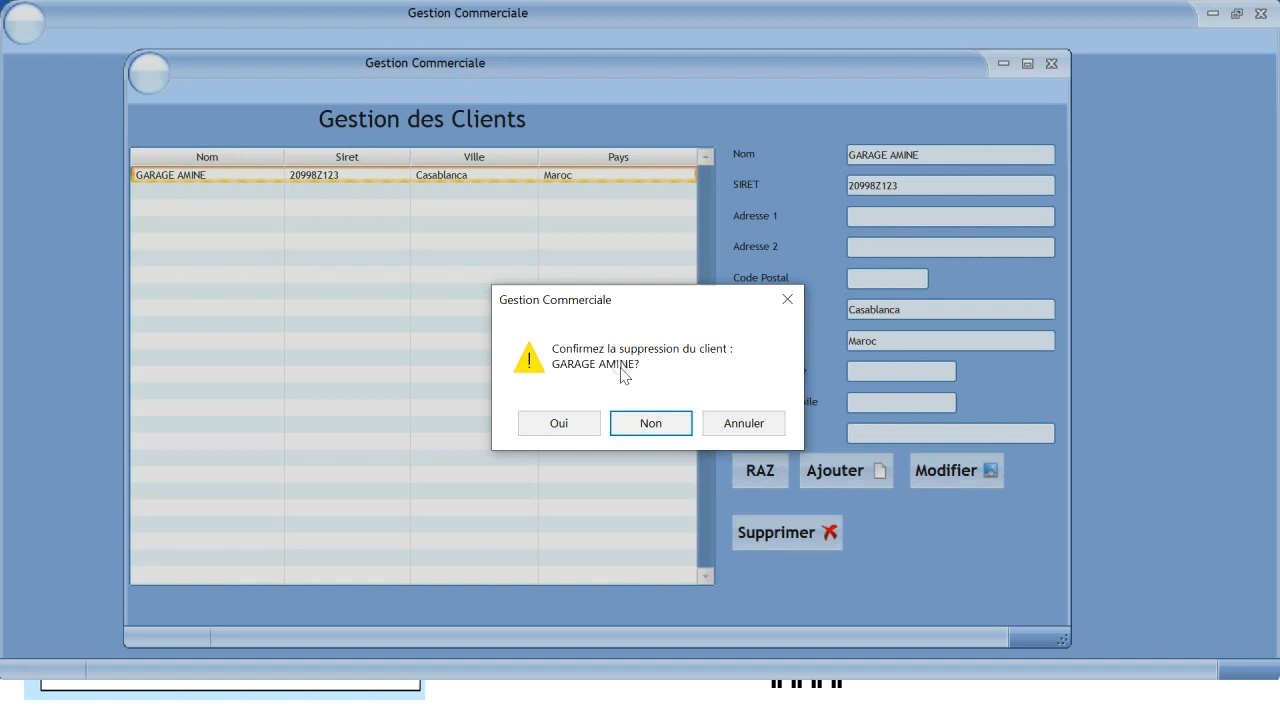 Gestion Commerciale
Gestion Commerciale
Gestion des Clients
Nom Siret Ville Pays
GARAGE AMINE 20998Z123 Casablanca Maroc
Nom GARAGE AMINE
SIRET 20998Z123
Adresse 1
Adresse 2
Code Postal
Casablanca
Maroc
Gestion Commerciale
Confirmez la suppression du client :
GARAGE AMINE?
Oui Non Annuler
RAZ Ajouter Modifier
Supprimer